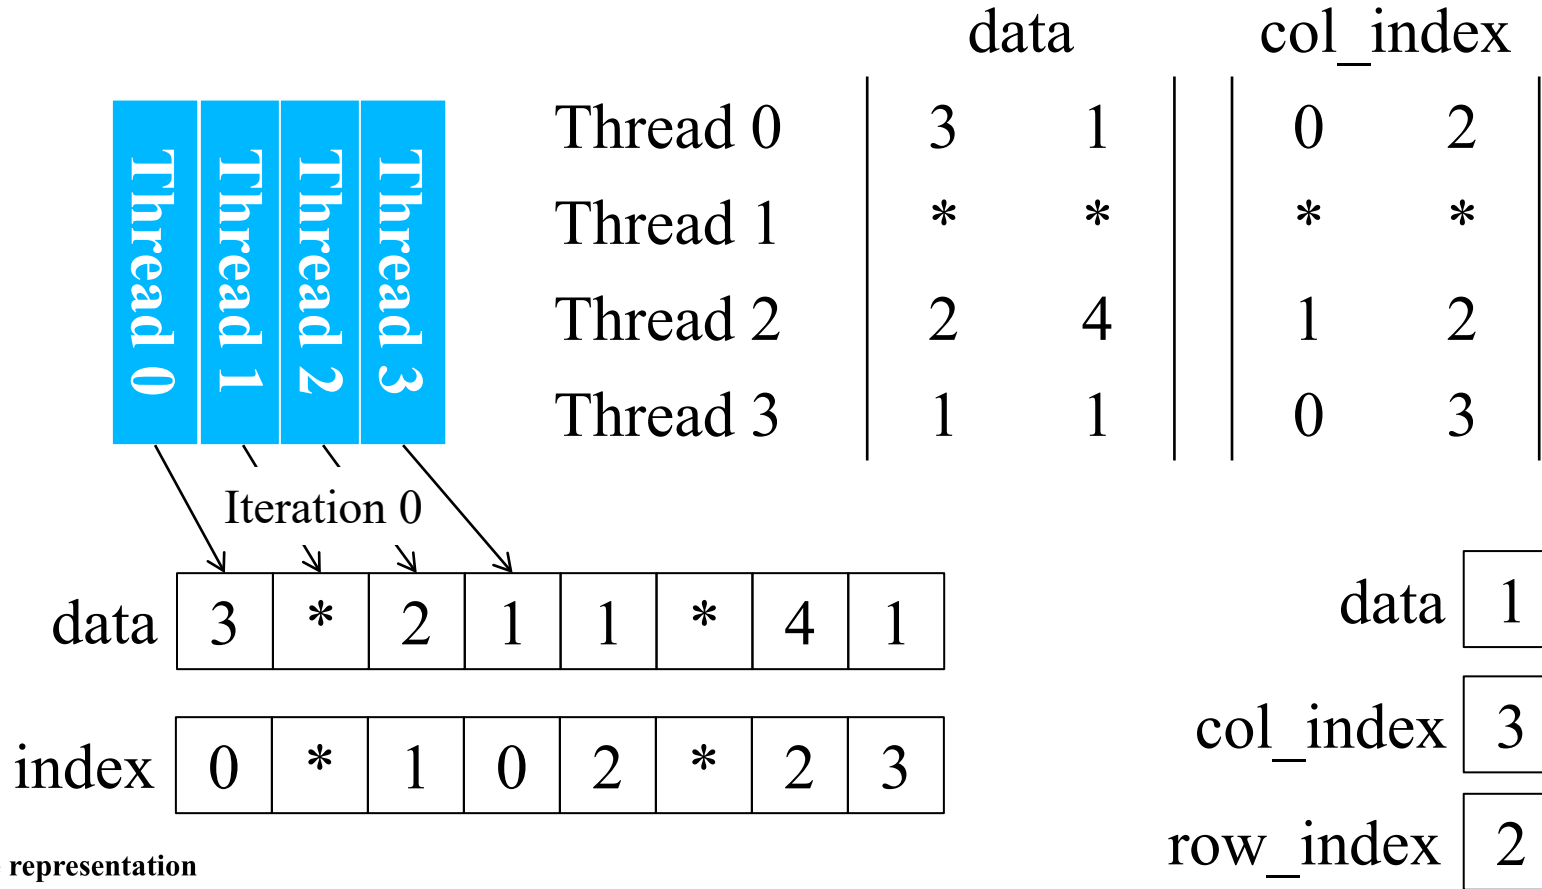 data col_index
Thread 0 3 1 0 2
Thread 1 * * * *
Thread 2 2 4 1 2
Thread 3 1 1 0 3
Thread 0
Thread 1
Thread 2
Thread 3
Iteration 0
data 3 * 2 1 1 * 4 1
index 0 * 1 0 2 * 2 3
data 1
col_index 3
row_index 2
representation